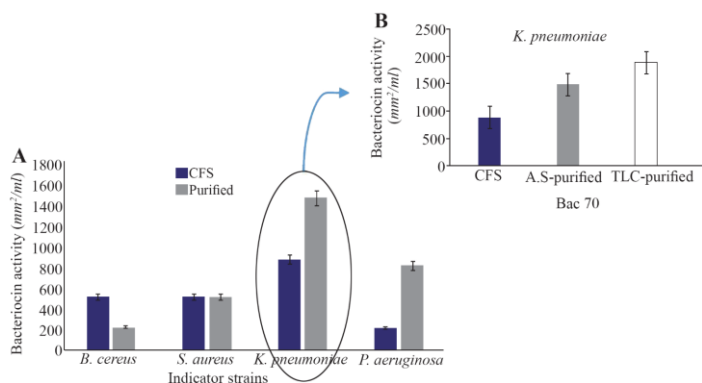 B
K. pneumoniae
2500
2000
1500
1000
500
0
Bacteriocin activity
(mm²/ml)
CFS
A.S-purified
TLC-purified
Bac 70
A
CFS
Purified
1800
1600
1400
1200
1000
800
600
400
200
0
Bacteriocin activity (mm²/ml)
B. cereus
S. aureus
K. pneumoniae
P. aeruginosa
Indicator strains